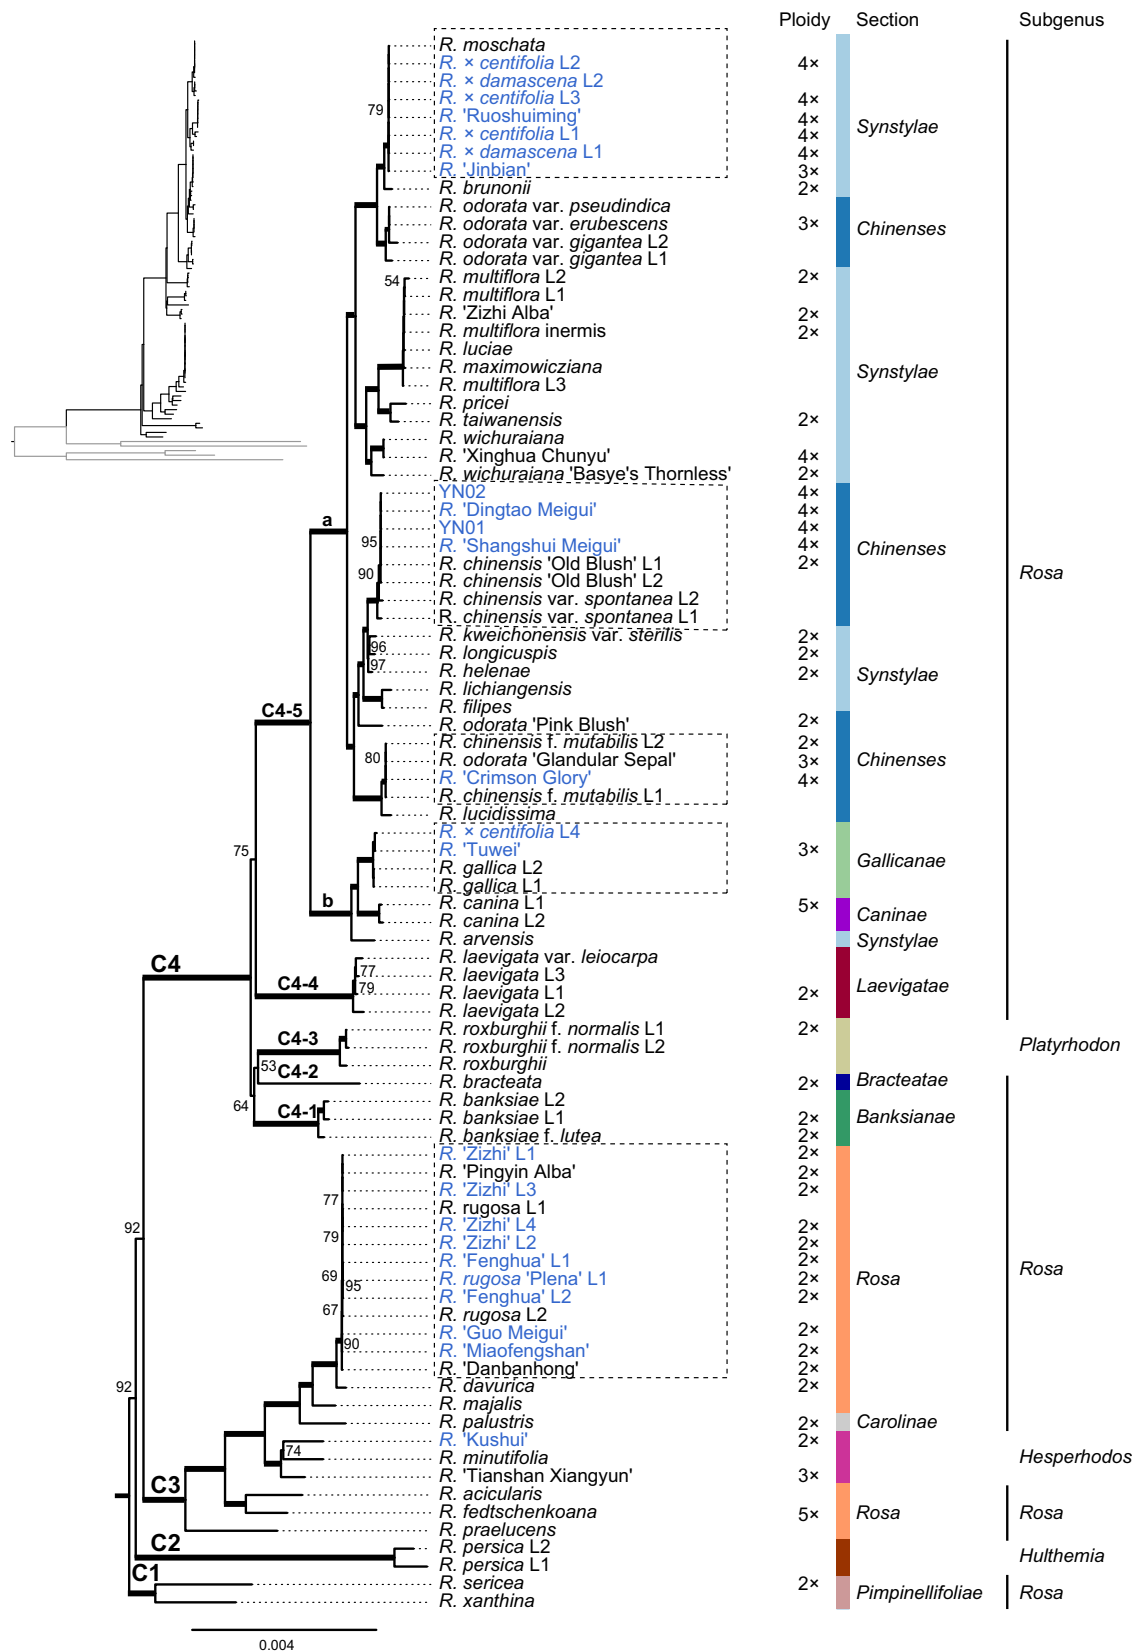 Ploidy Section Subgenus
R. moschata
R. × centifolia L2 4×
R. × damascena L2
R. × centifolia L3 4×
79 R. 'Ruoshuiming' 4×
Synstylae
R. × centifolia L1 4×
R. × damascena L1 4×
R. 'Jinbian' 3×
R. brunonii 2×
R. odorata var. pseudindica
R. odorata var. erubescens 3×
Chinenses
R. odorata var. gigantea L2
R. odorata var. gigantea L1
54 R. multiflora L2 2×
R. multiflora L1
R. 'Zizhi Alba' 2×
R. multiflora inermis 2×
R. luciae
R. maximowicziana
Synstylae
R. multiflora L3
R. pricei
R. taiwanensis 2×
R. wichuraiana
R. 'Xinghua Chunyu' 4×
R. wichuraiana 'Basye's Thornless' 2×
YN02 4×
R. 'Dingtao Meigui' 4×
a
YN01 4×
95 R. 'Shangshui Meigui' 4×
Chinenses
R. chinensis 'Old Blush' L1 2×
90 R. chinensis 'Old Blush' L2
Rosa
R. chinensis var. spontanea L2
R. chinensis var. spontanea L1
R. kweichonensis var. sterilis 2×
96 R. longicuspis 2×
97 R. helenae 2×
Synstylae
R. lichiangensis
R. filipes
C4-5
R. odorata 'Pink Blush' 2×
R. chinensis f. mutabilis L2 2×
80 R. odorata 'Glandular Sepal' 3×
Chinenses
R. 'Crimson Glory' 4×
R. chinensis f. mutabilis L1
R. lucidissima
R. × centifolia L4
75 R. 'Tuwei' 3×
Gallicanae
R. gallica L2
R. gallica L1
b
R. canina L1 5×
Caninae
R. canina L2
R. arvensis Synstylae
R. laevigata var. leiocarpa
C4
77 R. laevigata L3
C4-4
Laevigatae
79 R. laevigata L1 2×
R. laevigata L2
R. roxburghii f. normalis L1 2×
C4-3
R. roxburghii f. normalis L2
Platyrhodon
53 R. roxburghii
C4-2
R. bracteata 2× Bracteatae
64 R. banksiae L2
C4-1
R. banksiae L1 2× Banksianae
R. banksiae f. lutea 2×
R. 'Zizhi' L1 2×
R. 'Pingyin Alba' 2×
R. 'Zizhi' L3 2×
77
R. rugosa L1
92 R. 'Zizhi' L4 2×
79 R. 'Zizhi' L2 2×
R. 'Fenghua' L1 2×
69 95 R. rugosa 'Plena' L1 2× Rosa Rosa
R. 'Fenghua' L2 2×
67 R. rugosa L2
R. 'Guo Meigui' 2×
90 R. 'Miaofengshan' 2×
R. 'Danbanhong' 2×
92 R. davurica 2×
R. majalis
R. palustris 2× Carolinae
R. 'Kushui' 2×
74 R. minutifolia Hesperhodos
R. 'Tianshan Xiangyun' 3×
C3
R. acicularis
R. fedtschenkoana 5× Rosa Rosa
R. praelucens
C2
R. persica L2
Hulthemia
R. persica L1
C1
R. sericea 2×
Pimpinellifoliae Rosa
R. xanthina
0.004